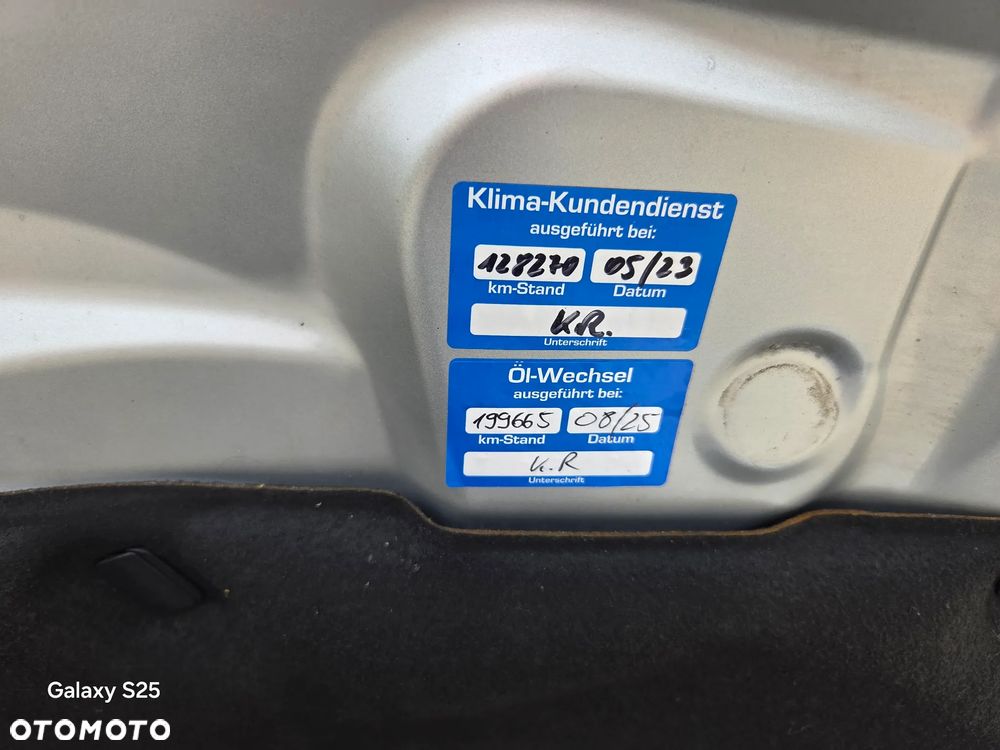 Klima-Kundendienst
ausgeführt bei:
128270 05/23
km-Stand Datum
K.R.
Unterschrift
Öl-Wechsel
ausgeführt bei:
199665 08/25
km-Stand Datum
K.R
Unterschrift
Galaxy S25
OTOMOTO